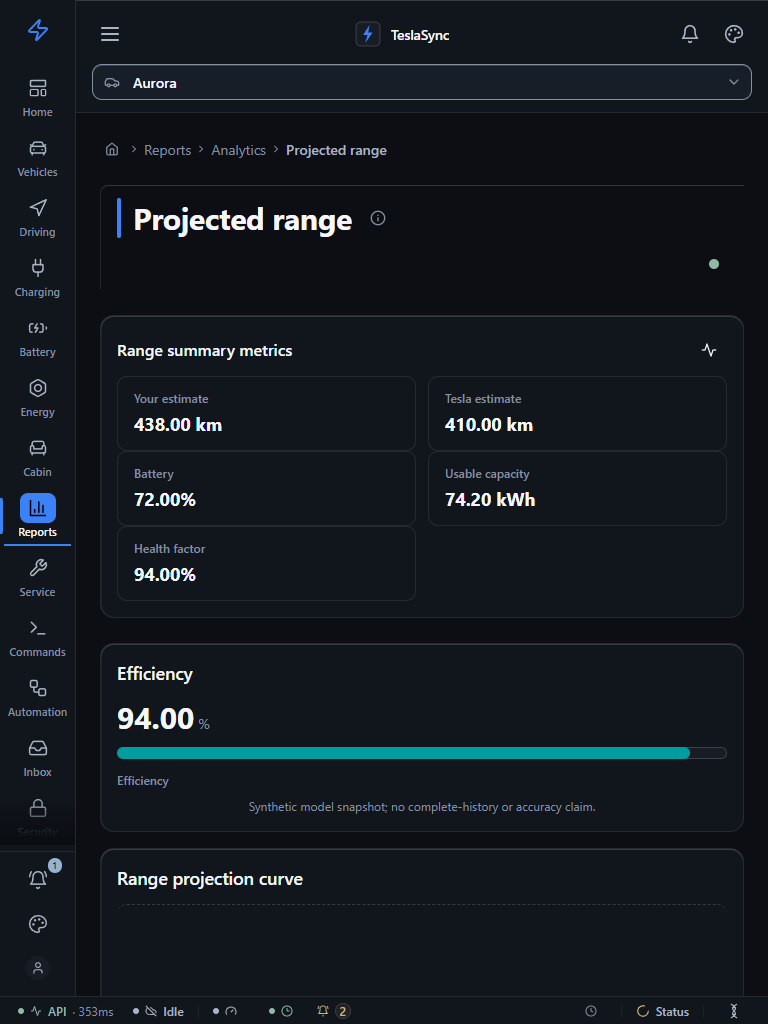 TeslaSync
Aurora
Home
Vehicles
Driving
Charging
Battery
Energy
Cabin
Reports
Service
Commands
Automation
Inbox
Security
1
Reports > Analytics > Projected range
Projected range
Range summary metrics
Your estimate
438.00 km
Tesla estimate
410.00 km
Battery
72.00%
Usable capacity
74.20 kWh
Health factor
94.00%
Efficiency
94.00 %
Efficiency
Synthetic model snapshot; no complete-history or accuracy claim.
Range projection curve
API · 353ms
Idle
2
Status